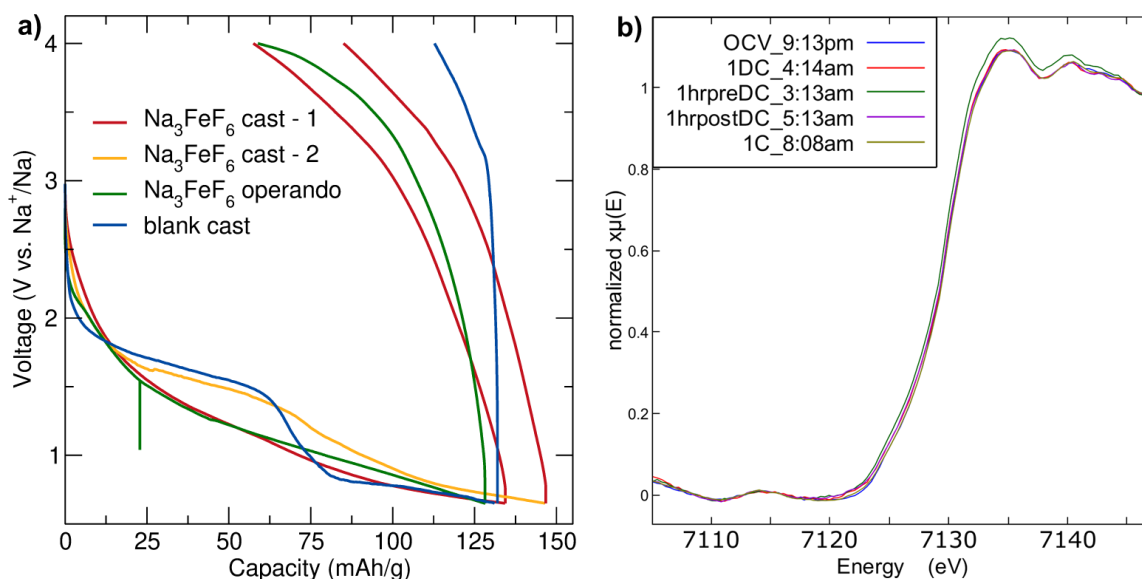 a)
4
3
2
1
Voltage (V vs. Na⁺/Na)
Na₃FeF₆ cast - 1
Na₃FeF₆ cast - 2
Na₃FeF₆ operando
blank cast
0 25 50 75 100 125 150
Capacity (mAh/g)
b)
OCV_9:13pm
1DC_4:14am
1hrpreDC_3:13am
1hrpostDC_5:13am
1C_8:08am
1
0.8
0.6
0.4
0.2
0
normalized xμ(E)
7110 7120 7130 7140
Energy (eV)